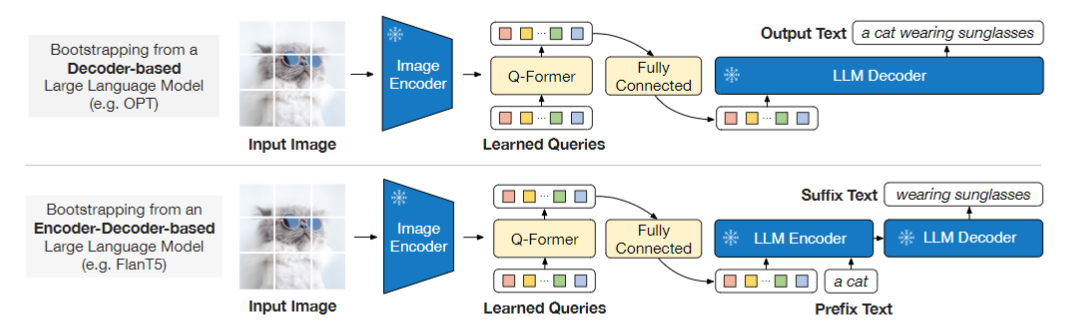 Bootstrapping from a
Decoder-based
Large Language Model
(e.g. OPT)
Input Image
Image
Encoder
Q-Former
Learned Queries
Fully
Connected
Output Text
a cat wearing sunglasses
LLM Decoder
Bootstrapping from an
Encoder-Decoder-based
Large Language Model
(e.g. FlanT5)
Input Image
Image
Encoder
Q-Former
Learned Queries
Fully
Connected
Suffix Text
wearing sunglasses
LLM Encoder
LLM Decoder
a cat
Prefix Text